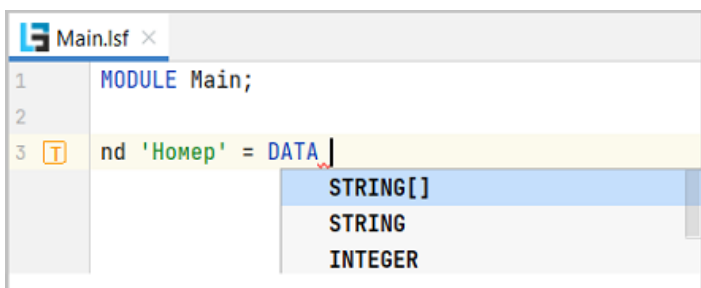 Main.lsf
1 MODULE Main;
2
3 T nd 'Номер' = DATA
STRING[]
STRING
INTEGER